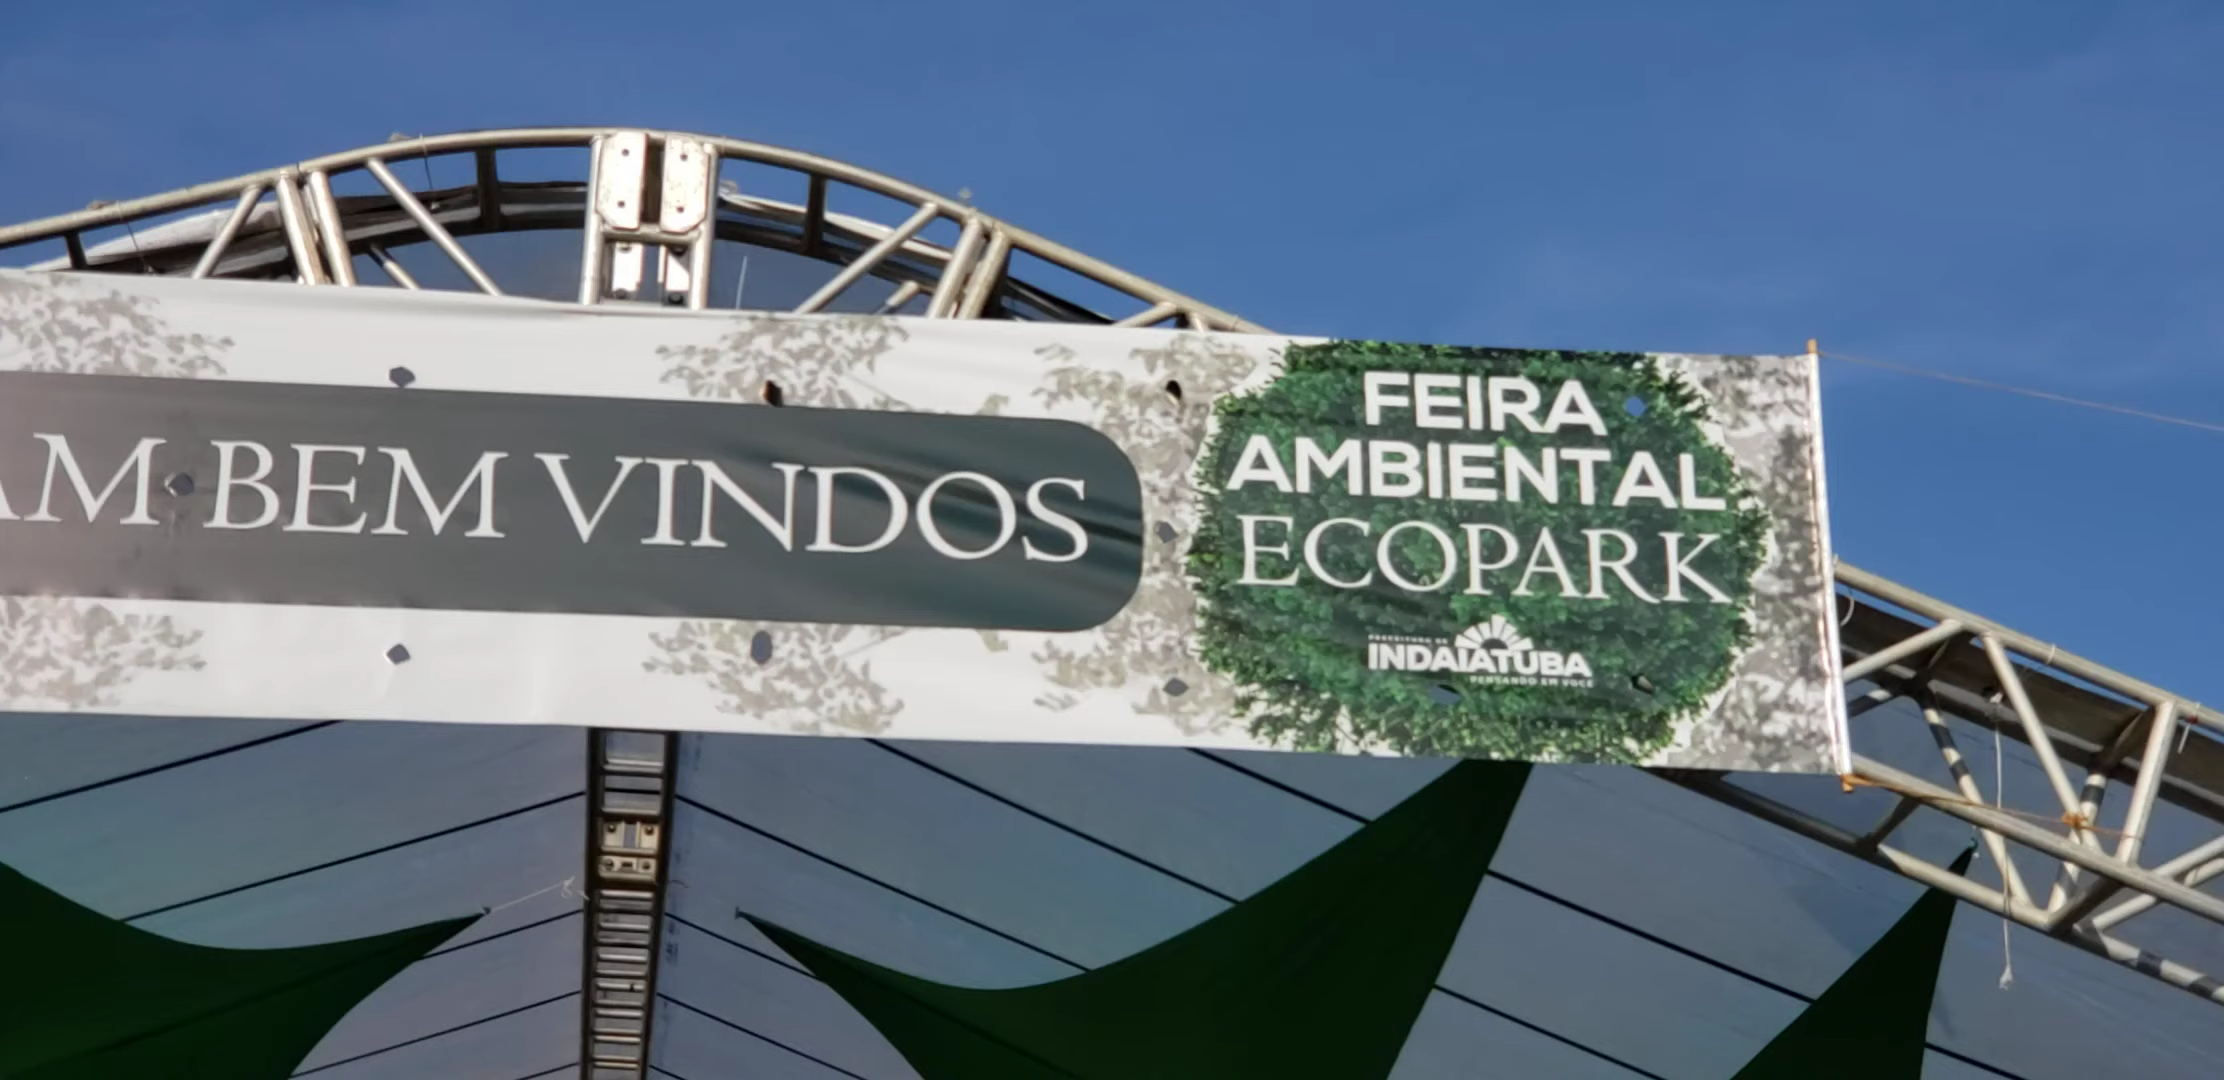 AM BEM VINDOS
FEIRA
AMBIENTAL
ECOPARK
PREFEITURA DE
INDAIATUBA
PENSANDO EM VOCÊ